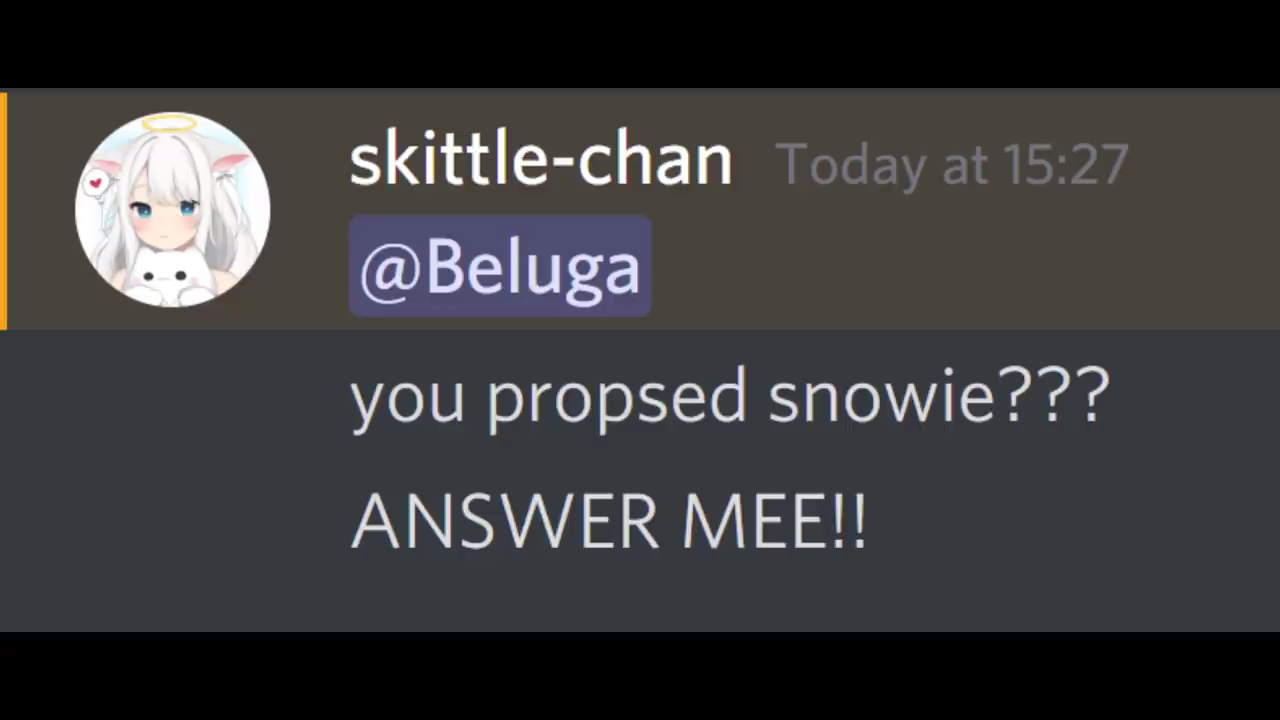 skittle-chan Today at 15:27
@Beluga
you propsed snowie???
ANSWER MEE!!